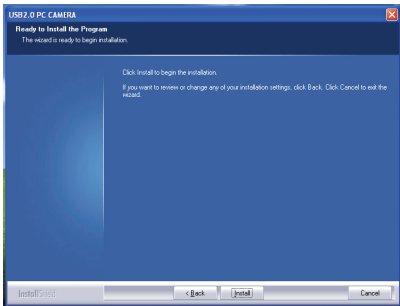 USB2.0 PC CAMERA
Ready to Install the Program
The wizard is ready to begin installation.
Click Install to begin the installation.
If you want to review or change any of your installation settings, click Back. Click Cancel to exit the
wizard.
InstallShield
< Back
Install
Cancel